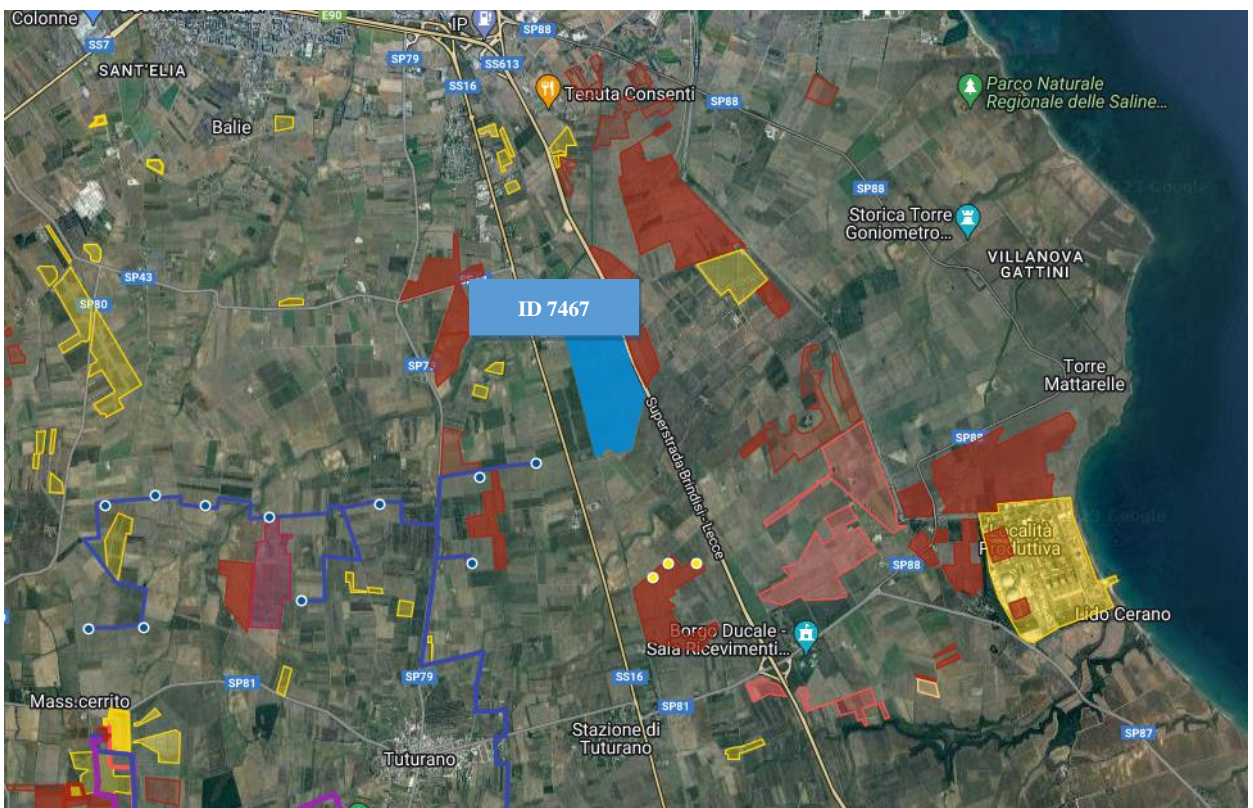 Colonne
E90
IP
SP88
SS7
SP79
SS613
SANT'ELIA
SS16
Tenuta Consenti
Parco Naturale
Regionale delle Saline...
SP88
Balie
SP88
Storica Torre
Goniometro...
VILLANOVA
GATTINI
SP43
SP80
ID 7467
Torre
Mattarelle
Superstrada Brindisi - Lecce
SP88
Località
Produttiva
SP88
Lido Cerano
Borgo Ducale -
Sala Ricevimenti...
SP81
SP79
SS16
Mass.cerrito
SP81
Stazione di
Tuturano
SP87
Tuturano